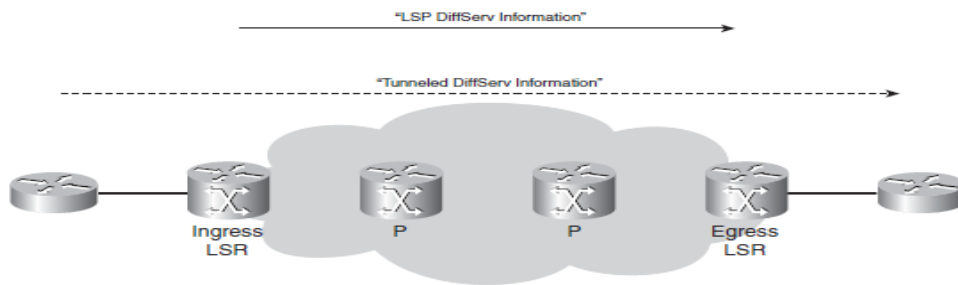 “LSP DiffServ Information”
“Tunneled DiffServ Information”
Ingress LSR
P
P
Egress LSR